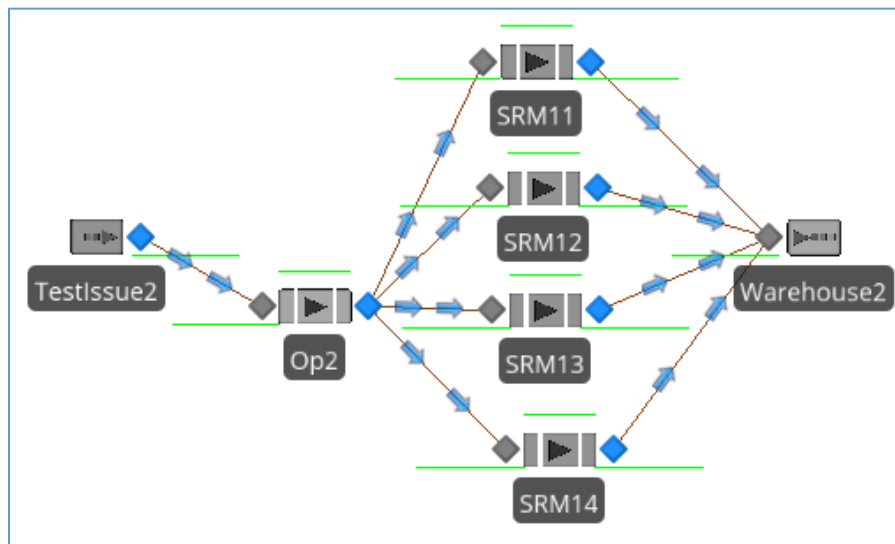 SRM11
SRM12
TestIssue2
Warehouse2
Op2
SRM13
SRM14